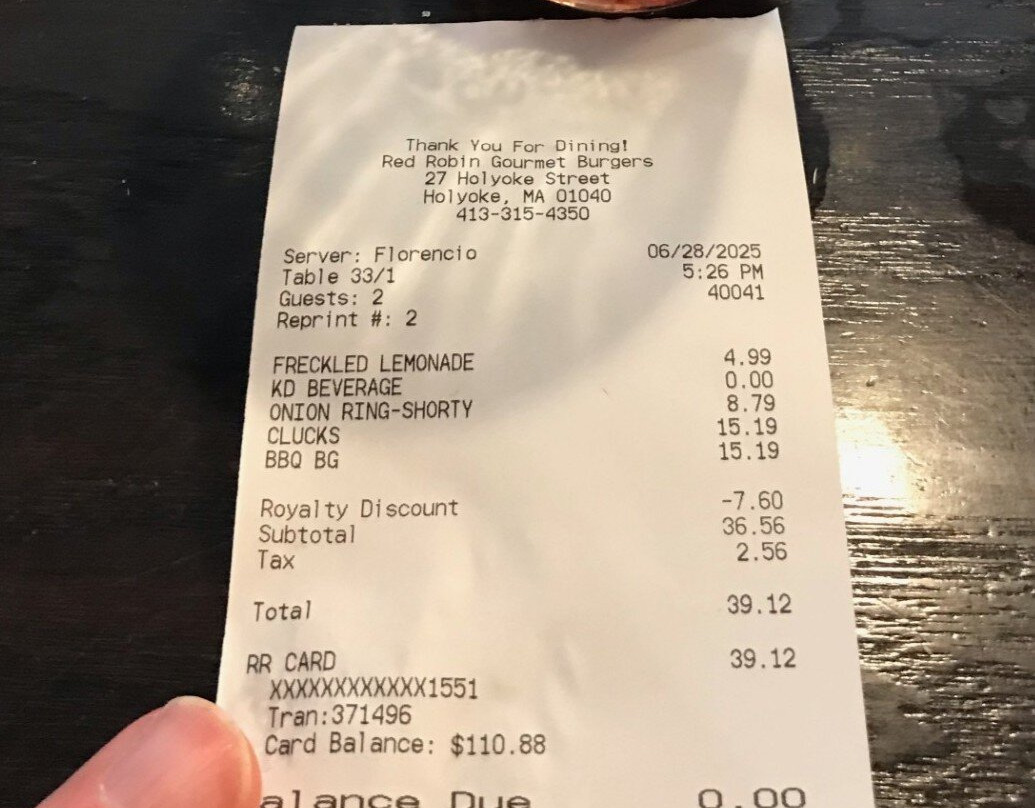 Thank You For Dining!
Red Robin Gourmet Burgers
27 Holyoke Street
Holyoke, MA 01040
413-315-4350
Server: Florencio 06/28/2025
Table 33/1 5:26 PM
Guests: 2 40041
Reprint #: 2
FRECKLED LEMONADE 4.99
KD BEVERAGE 0.00
ONION RING-SHORTY 8.79
CLUCKS 15.19
BBQ BG 15.19
Royalty Discount -7.60
Subtotal 36.56
Tax 2.56
Total 39.12
RR CARD 39.12
XXXXXXXXXXXX1551
Tran:371496
Card Balance: $110.88
alance Due 0.00